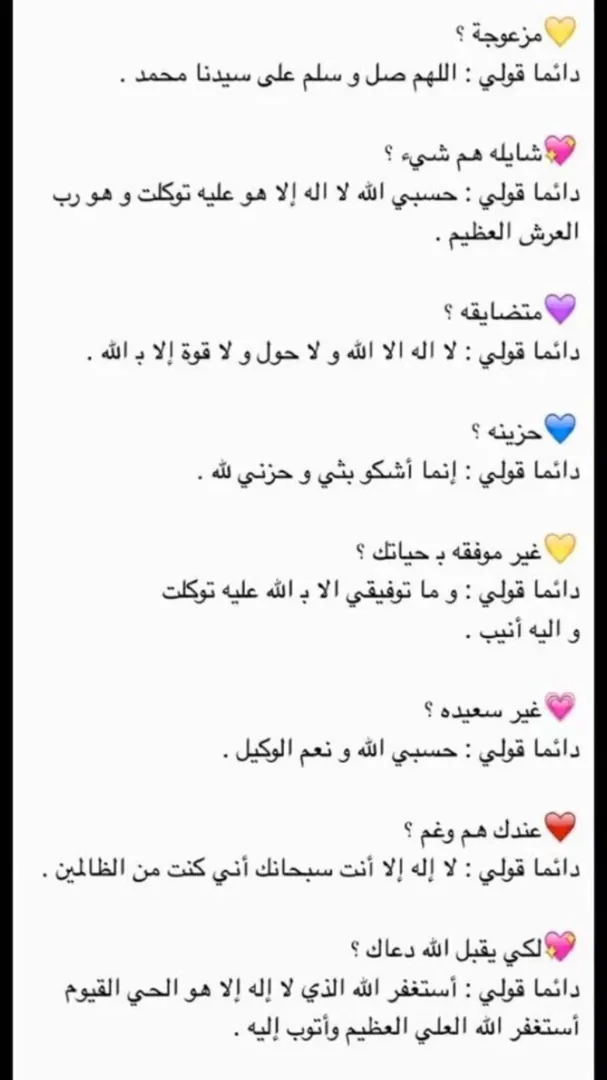 💛مزعوجة ؟
دائما قولي : اللهم صل و سلم على سيدنا محمد .
💖شايله هم شيء ؟
دائما قولي : حسبي الله لا اله إلا هو عليه توكلت و هو رب
العرش العظيم .
💜متضايقه ؟
دائما قولي : لا اله الا الله و لا حول و لا قوة إلا بـ الله .
💙حزينه ؟
دائما قولي : إنما أشكو بثي و حزني لله .
💛غير موفقه بـ حياتك ؟
دائما قولي : و ما توفيقي الا بـ الله عليه توكلت
و اليه أنيب .
💗غير سعيده ؟
دائما قولي : حسبي الله و نعم الوكيل .
❤️عندك هم وغم ؟
دائما قولي : لا إله إلا أنت سبحانك أني كنت من الظالمين .
💖لكي يقبل الله دعاك ؟
دائما قولي : أستغفر الله الذي لا إله إلا هو الحي القيوم
أستغفر الله العلي العظيم وأتوب إليه .